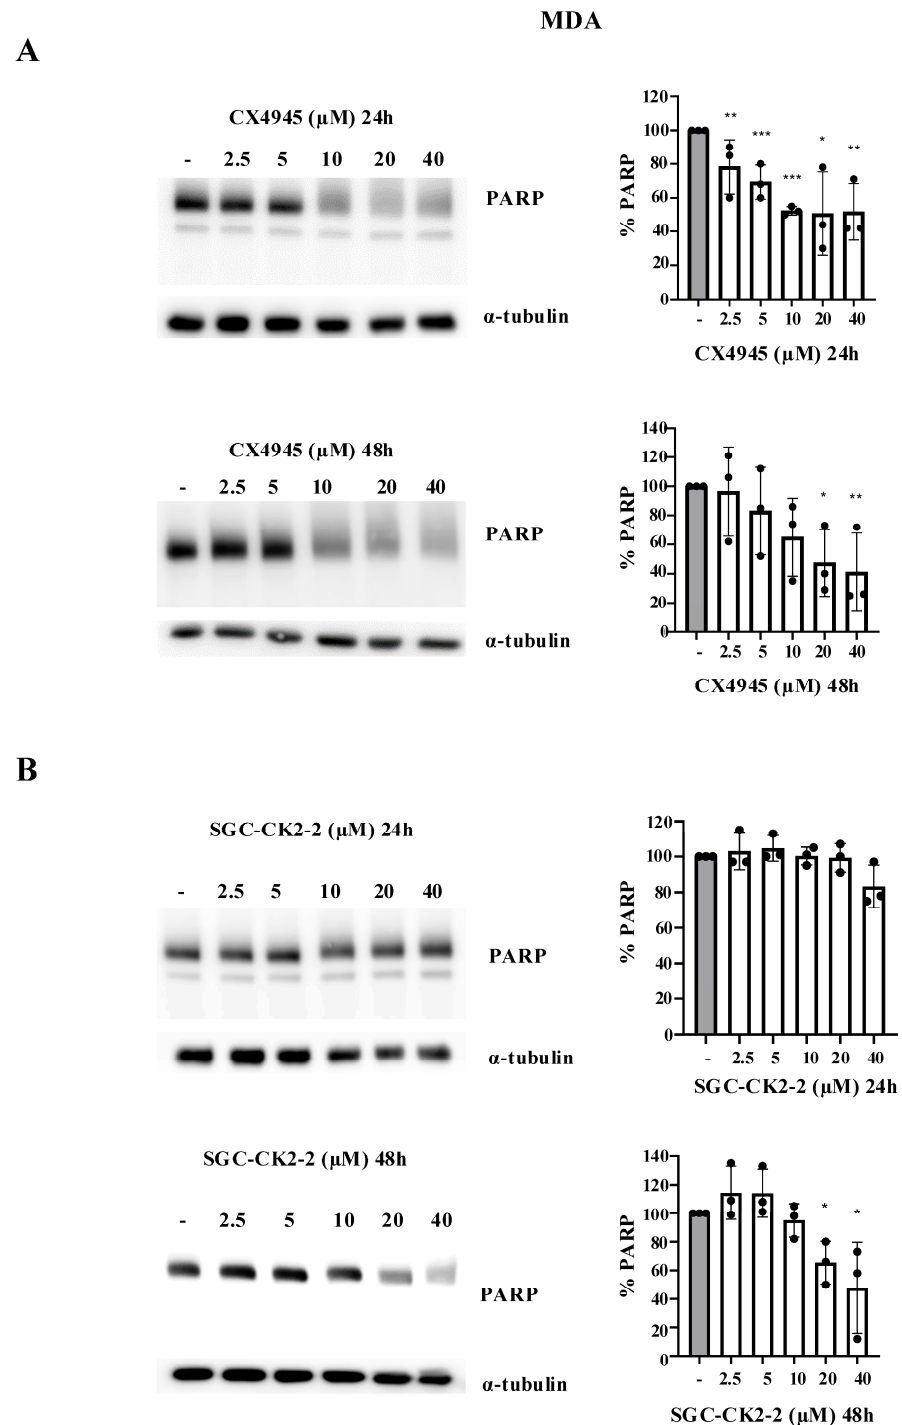 MDA
A
CX4945 (µM) 24h
- 2.5 5 10 20 40
PARP
α-tubulin
% PARP
120
100
80
60
40
20
0
** *** *** * **
- 2.5 5 10 20 40
CX4945 (µM) 24h
CX4945 (µM) 48h
- 2.5 5 10 20 40
PARP
α-tubulin
% PARP
140
120
100
80
60
40
20
0
* **
- 2.5 5 10 20 40
CX4945 (µM) 48h
B
SGC-CK2-2 (µM) 24h
- 2.5 5 10 20 40
PARP
α-tubulin
% PARP
120
100
80
60
40
20
0
- 2.5 5 10 20 40
SGC-CK2-2 (µM) 24h
SGC-CK2-2 (µM) 48h
- 2.5 5 10 20 40
PARP
α-tubulin
% PARP
140
120
100
80
60
40
20
0
* *
- 2.5 5 10 20 40
SGC-CK2-2 (µM) 48h